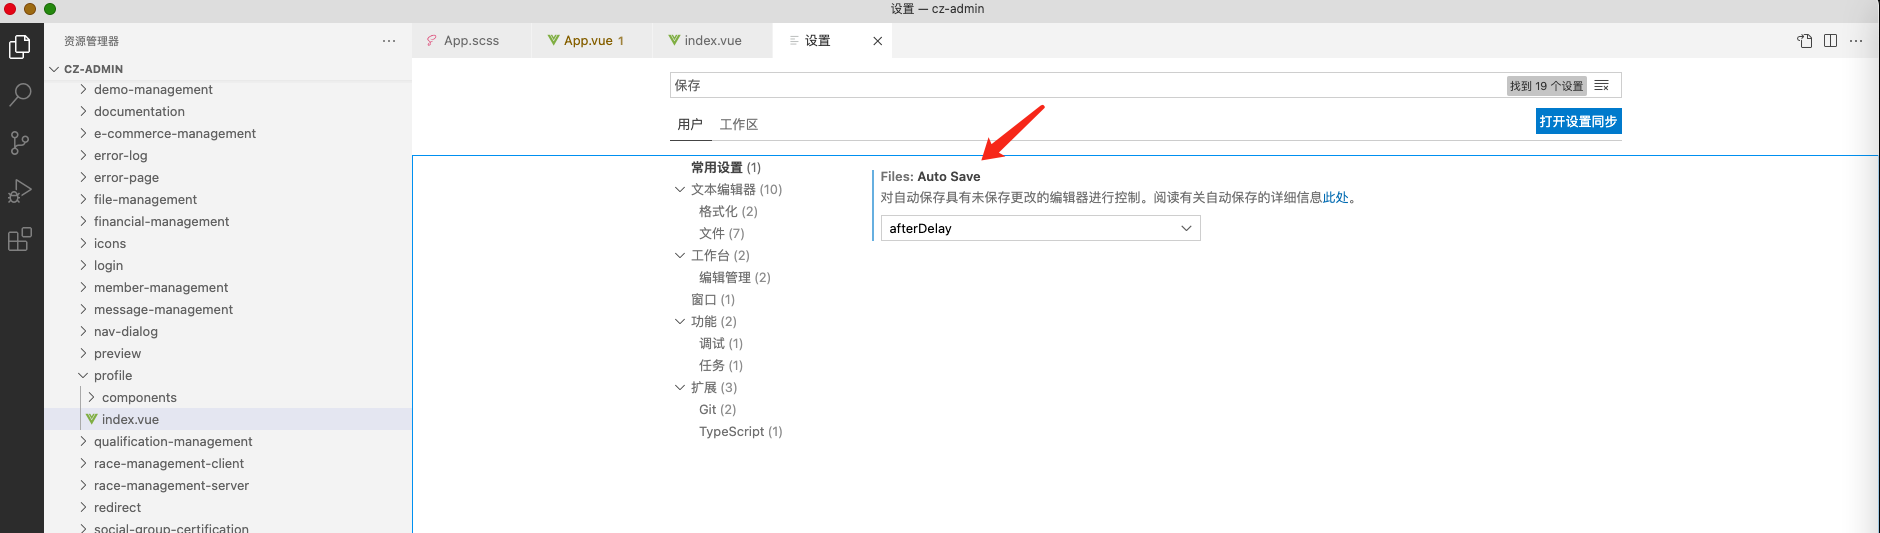 设置 — cz-admin
资源管理器
App.scss
App.vue 1
index.vue
设置
CZ-ADMIN
demo-management
documentation
e-commerce-management
error-log
error-page
file-management
financial-management
icons
login
member-management
message-management
nav-dialog
preview
profile
components
index.vue
qualification-management
race-management-client
race-management-server
redirect
social-group-certification
保存
找到 19 个设置
用户
工作区
打开设置同步
常用设置 (1)
文本编辑器 (10)
格式化 (2)
文件 (7)
工作台 (2)
编辑管理 (2)
窗口 (1)
功能 (2)
调试 (1)
任务 (1)
扩展 (3)
Git (2)
TypeScript (1)
Files: Auto Save
对自动保存具有未保存更改的编辑器进行控制。阅读有关自动保存的详细信息此处。
afterDelay